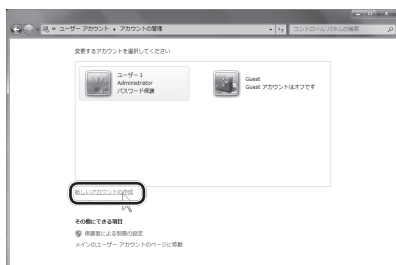 « ユーザー アカウント ▸ アカウントの管理
コントロール パネルの検索
変更するアカウントを選択してください
ユーザー1
Administrator
パスワード保護
Guest
Guest アカウントはオフです
新しいアカウントの作成
その他にできる項目
保護者による制限の設定
メインのユーザー アカウントのページに移動